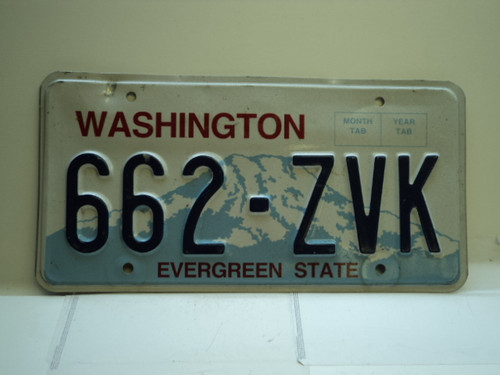 WASHINGTON
MONTH YEAR
TAB TAB
662-ZVK
EVERGREEN STATE